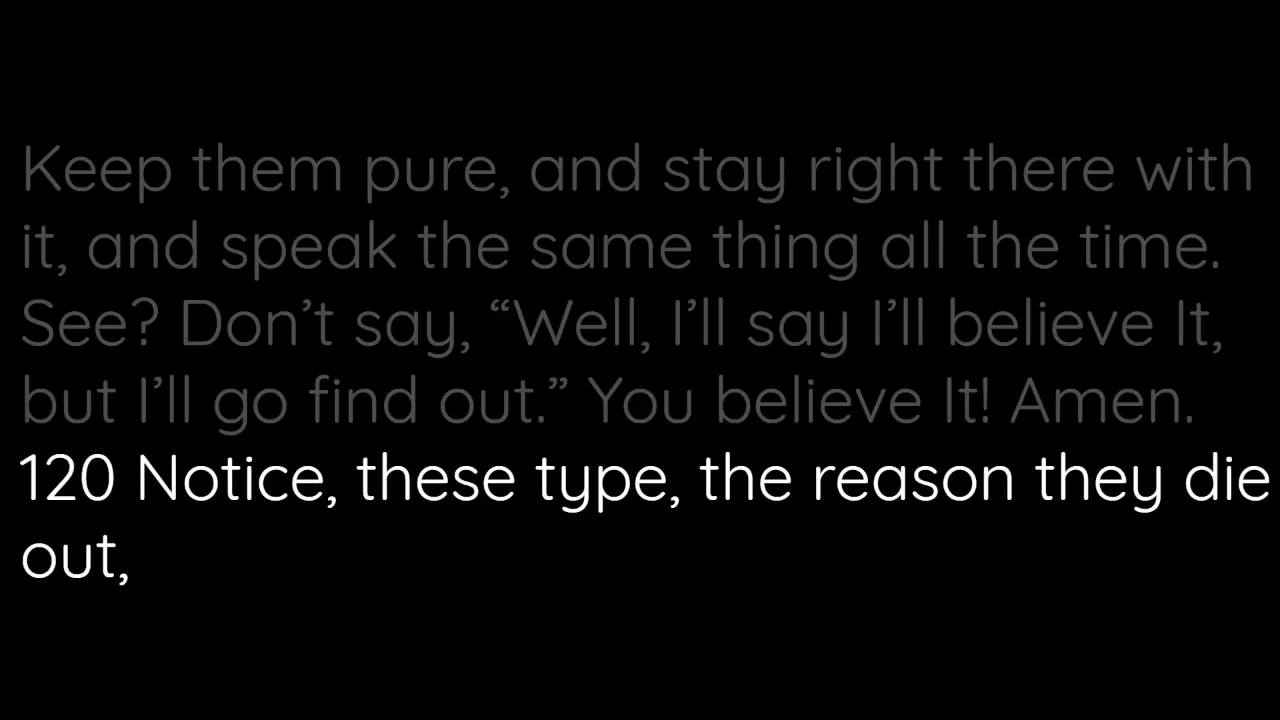 Keep them pure, and stay right there with
it, and speak the same thing all the time.
See? Don’t say, “Well, I’ll say I’ll believe It,
but I’ll go find out.” You believe It! Amen.
120 Notice, these type, the reason they die
out,